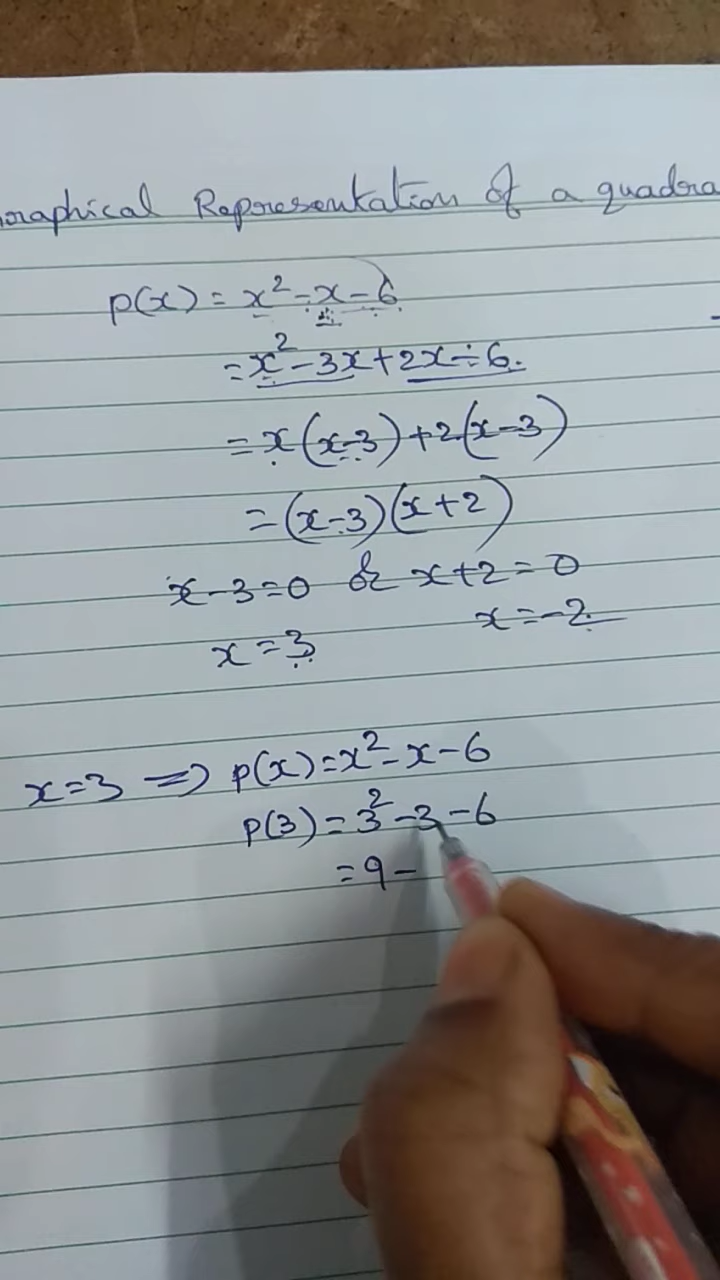 raphical Representation of a quadra
p(x) = x² - x - 6
= x² - 3x + 2x - 6.
= x(x-3) + 2(x-3)
= (x-3)(x+2)
x-3=0 & x+2=0
x=3 x=-2
x=3 ⇒ p(x)=x²-x-6
p(3) = 3²-3-6
= 9 -